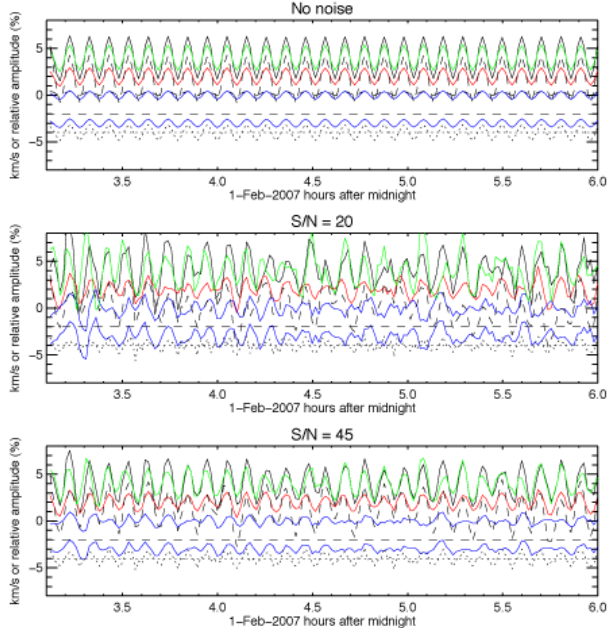 No noise
km/s or relative amplitude (%)
5
0
−5
3.5 4.0 4.5 5.0 5.5 6.0
1−Feb−2007 hours after midnight
S/N = 20
km/s or relative amplitude (%)
5
0
−5
3.5 4.0 4.5 5.0 5.5 6.0
1−Feb−2007 hours after midnight
S/N = 45
km/s or relative amplitude (%)
5
0
−5
3.5 4.0 4.5 5.0 5.5 6.0
1−Feb−2007 hours after midnight